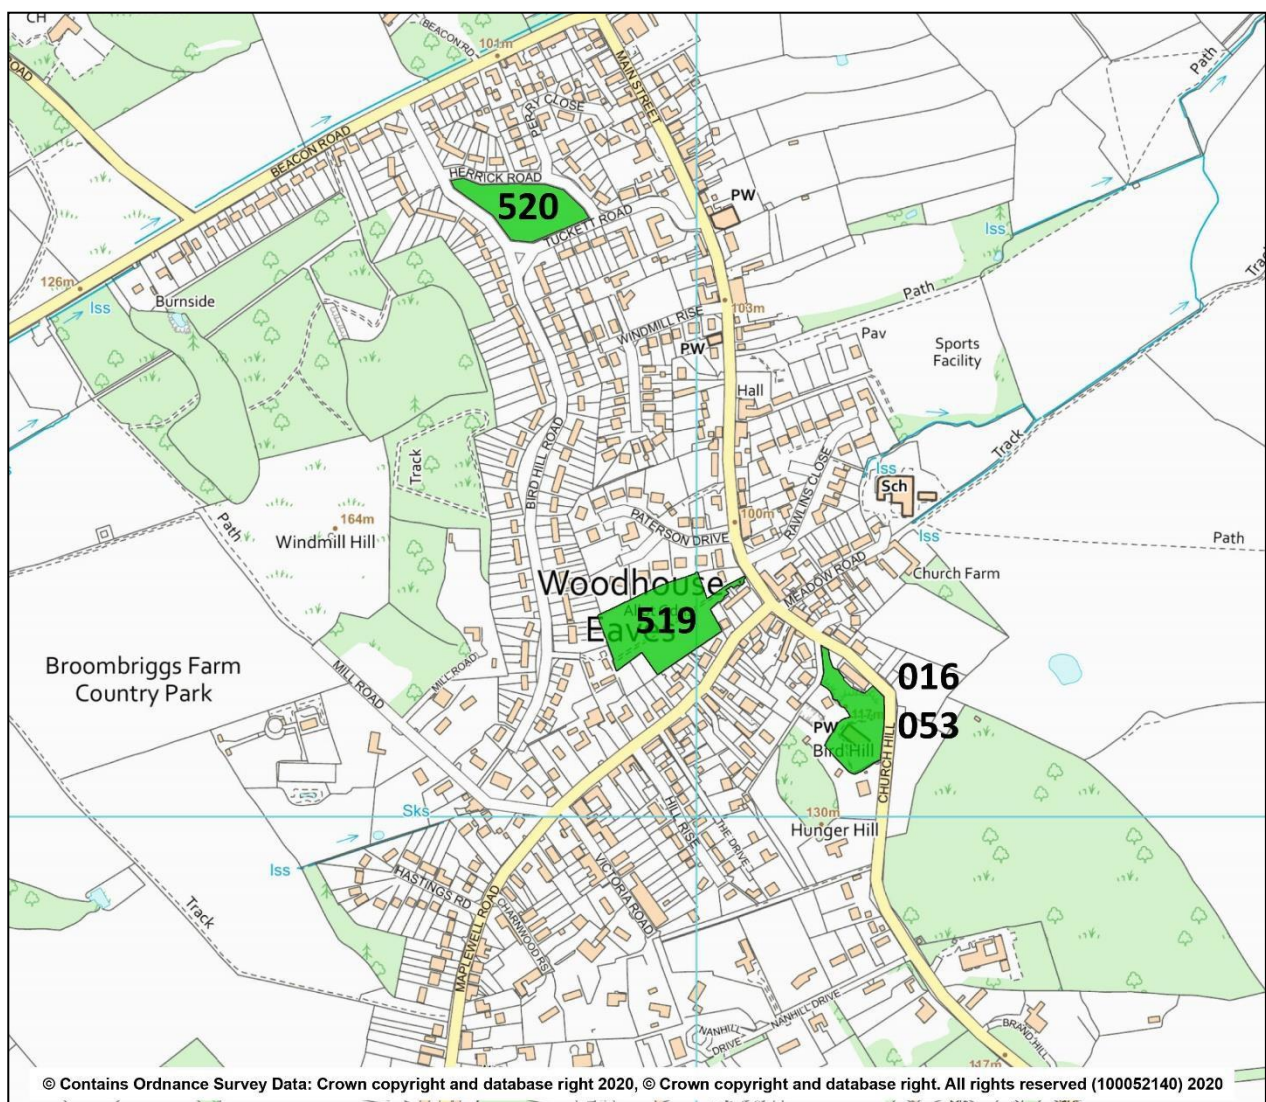 CH
ROAD
BEACON RD
101m
MAIN STREET
Path
PERRY CLOSE
BEACON ROAD
HERRICK ROAD
520
TUCKETT ROAD
PW
Iss
126m
Iss
Burnside
Path
103m
WINDMILL RISE
PW
Pav
Sports
Facility
Hall
BIRD HILL ROAD
Track
RAWLINS CLOSE
Track
Iss
Sch
164m
Windmill Hill
Path
PATERSON DRIVE
100m
Iss
Path
MEADOW ROAD
Church Farm
Woodhouse
Eaves
519
Broombriggs Farm
Country Park
MILL ROAD
MILL ROAD
016
053
117m
PW
Bird Hill
CHURCH HILL
Sks
130m
Hunger Hill
HILL RISE
THE DRIVE
Iss
HASTINGS RD
VICTORIA ROAD
CHARNWOOD RS
MAPLEWELL ROAD
Track
NANHILL DRIVE
NANHILL
DRIVE
BRAND HILL
117m
© Contains Ordnance Survey Data: Crown copyright and database right 2020, © Crown copyright and database right. All rights reserved (100052140) 2020